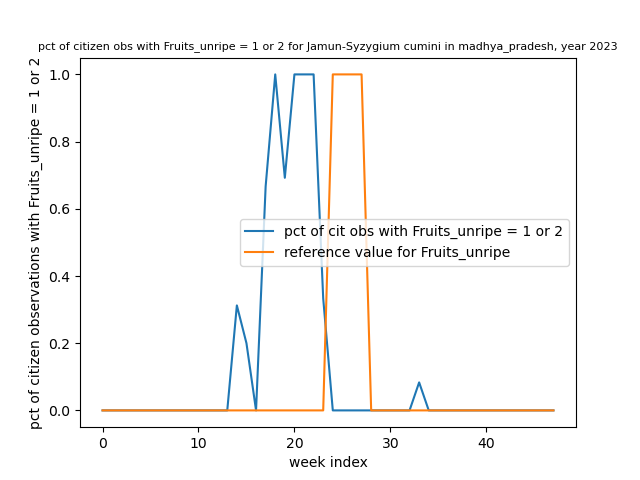 pct of citizen obs with Fruits_unripe = 1 or 2 for Jamun-Syzygium cumini in madhya_pradesh, year 2023
pct of citizen observations with Fruits_unripe = 1 or 2
1.0
0.8
0.6
0.4
0.2
0.0
pct of cit obs with Fruits_unripe = 1 or 2
reference value for Fruits_unripe
0 10 20 30 40
week index